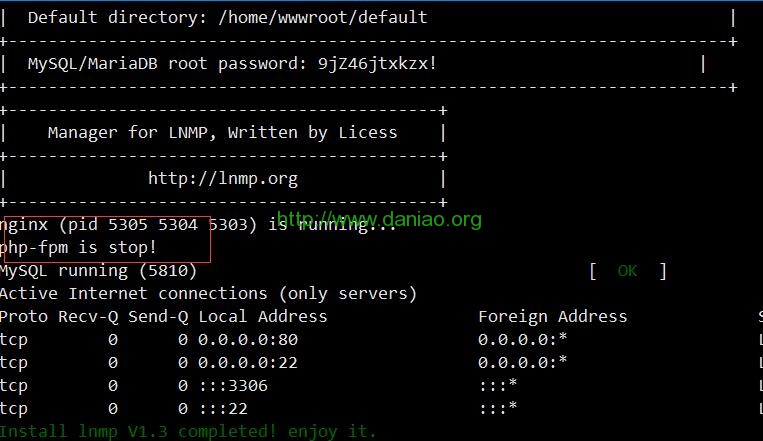 |  Default directory: /home/wwwroot/default                              |
+------------------------------------------------------------------------+
|  MySQL/MariaDB root password: 9jZ46jtxkzx!                          |
+------------------------------------------------------------------------+
+-------------------------------------------+
|    Manager for LNMP, Written by Licess    |
+-------------------------------------------+
|              http://lnmp.org              |
+-------------------------------------------+
http://www.daniao.org
nginx (pid 5305 5304 5303) is running...
php-fpm is stop!
MySQL running (5810)                                       [  OK  ]
Active Internet connections (only servers)
Proto Recv-Q Send-Q Local Address               Foreign Address             S
tcp        0      0 0.0.0.0:80                  0.0.0.0:*                   L
tcp        0      0 0.0.0.0:22                  0.0.0.0:*                   L
tcp        0      0 :::3306                     :::*                        L
tcp        0      0 :::22                       :::*                        L
Install lnmp V1.3 completed! enjoy it.